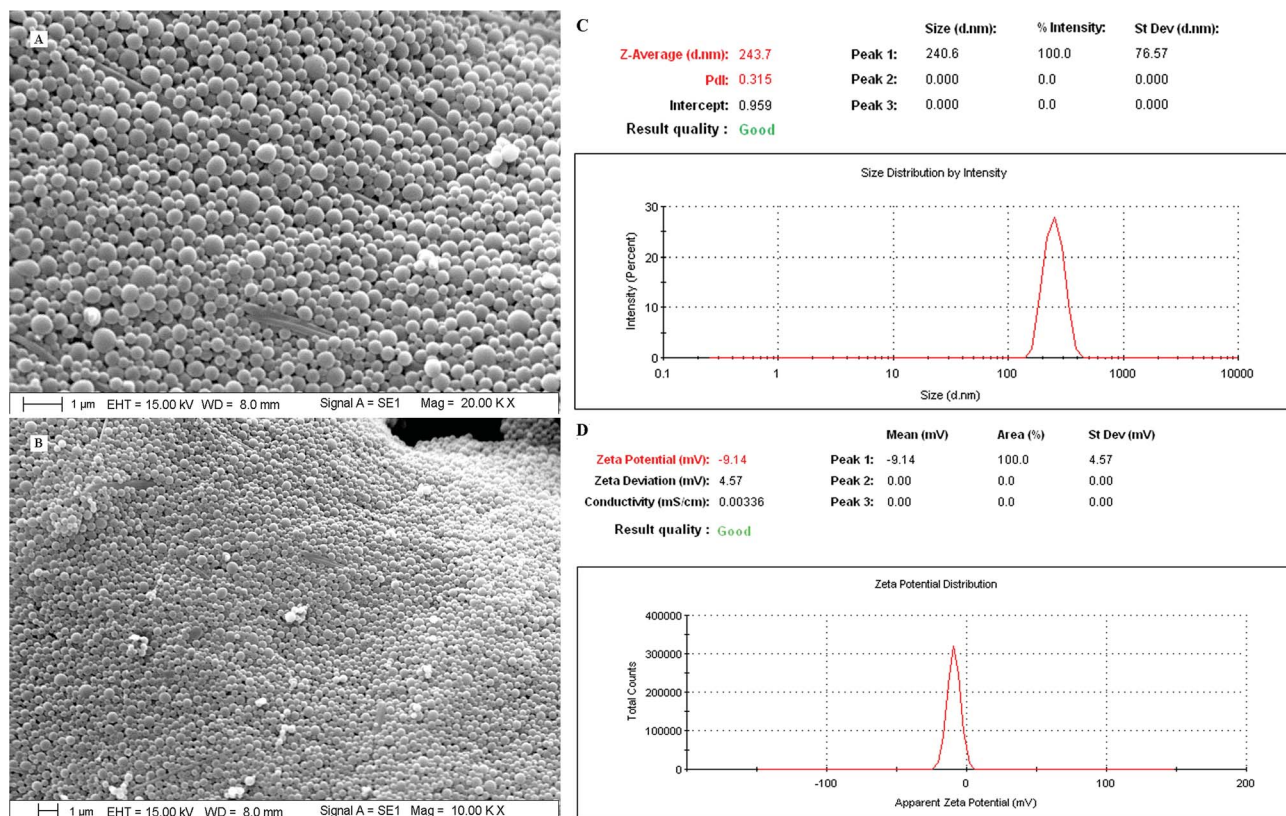 A
1 µm EHT = 15.00 kV WD = 8.0 mm Signal A = SE1 Mag = 20.00 K X
B
1 µm EHT = 15.00 kV WD = 8.0 mm Signal A = SE1 Mag = 10.00 K X
C
Size (d.nm): % Intensity: St Dev (d.nm):
Z-Average (d.nm): 243.7 Peak 1: 240.6 100.0 76.57
PdI: 0.315 Peak 2: 0.000 0.0 0.000
Intercept: 0.959 Peak 3: 0.000 0.0 0.000
Result quality : Good
Size Distribution by Intensity
Intensity (Percent)
30
20
10
0
0.1 1 10 100 1000 10000
Size (d.nm)
D
Mean (mV) Area (%) St Dev (mV)
Zeta Potential (mV): -9.14 Peak 1: -9.14 100.0 4.57
Zeta Deviation (mV): 4.57 Peak 2: 0.00 0.0 0.00
Conductivity (mS/cm): 0.00336 Peak 3: 0.00 0.0 0.00
Result quality : Good
Zeta Potential Distribution
Total Counts
400000
300000
200000
100000
0
-100 0 100 200
Apparent Zeta Potential (mV)